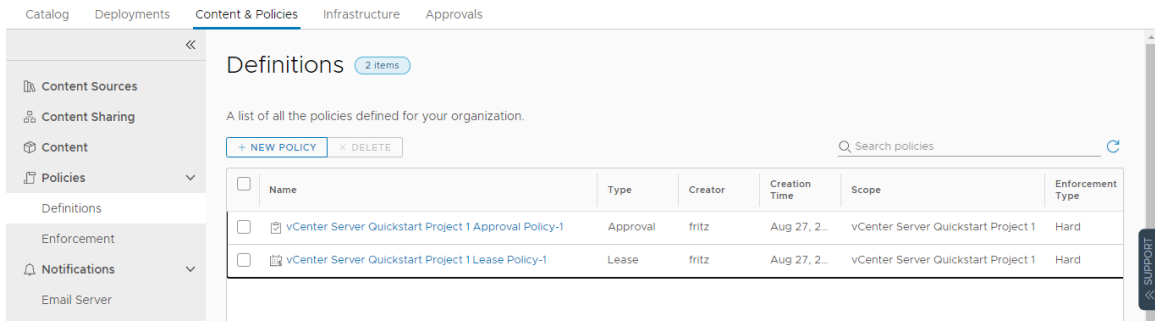 Catalog Deployments Content & Policies Infrastructure Approvals
Content Sources
Content Sharing
Content
Policies
Definitions
Enforcement
Notifications
Email Server
Definitions 2 items
A list of all the policies defined for your organization.
+ NEW POLICY × DELETE Search policies
Name Type Creator Creation Time Scope Enforcement Type
vCenter Server Quickstart Project 1 Approval Policy-1 Approval fritz Aug 27, 2... vCenter Server Quickstart Project 1 Hard
vCenter Server Quickstart Project 1 Lease Policy-1 Lease fritz Aug 27, 2... vCenter Server Quickstart Project 1 Hard
SUPPORT